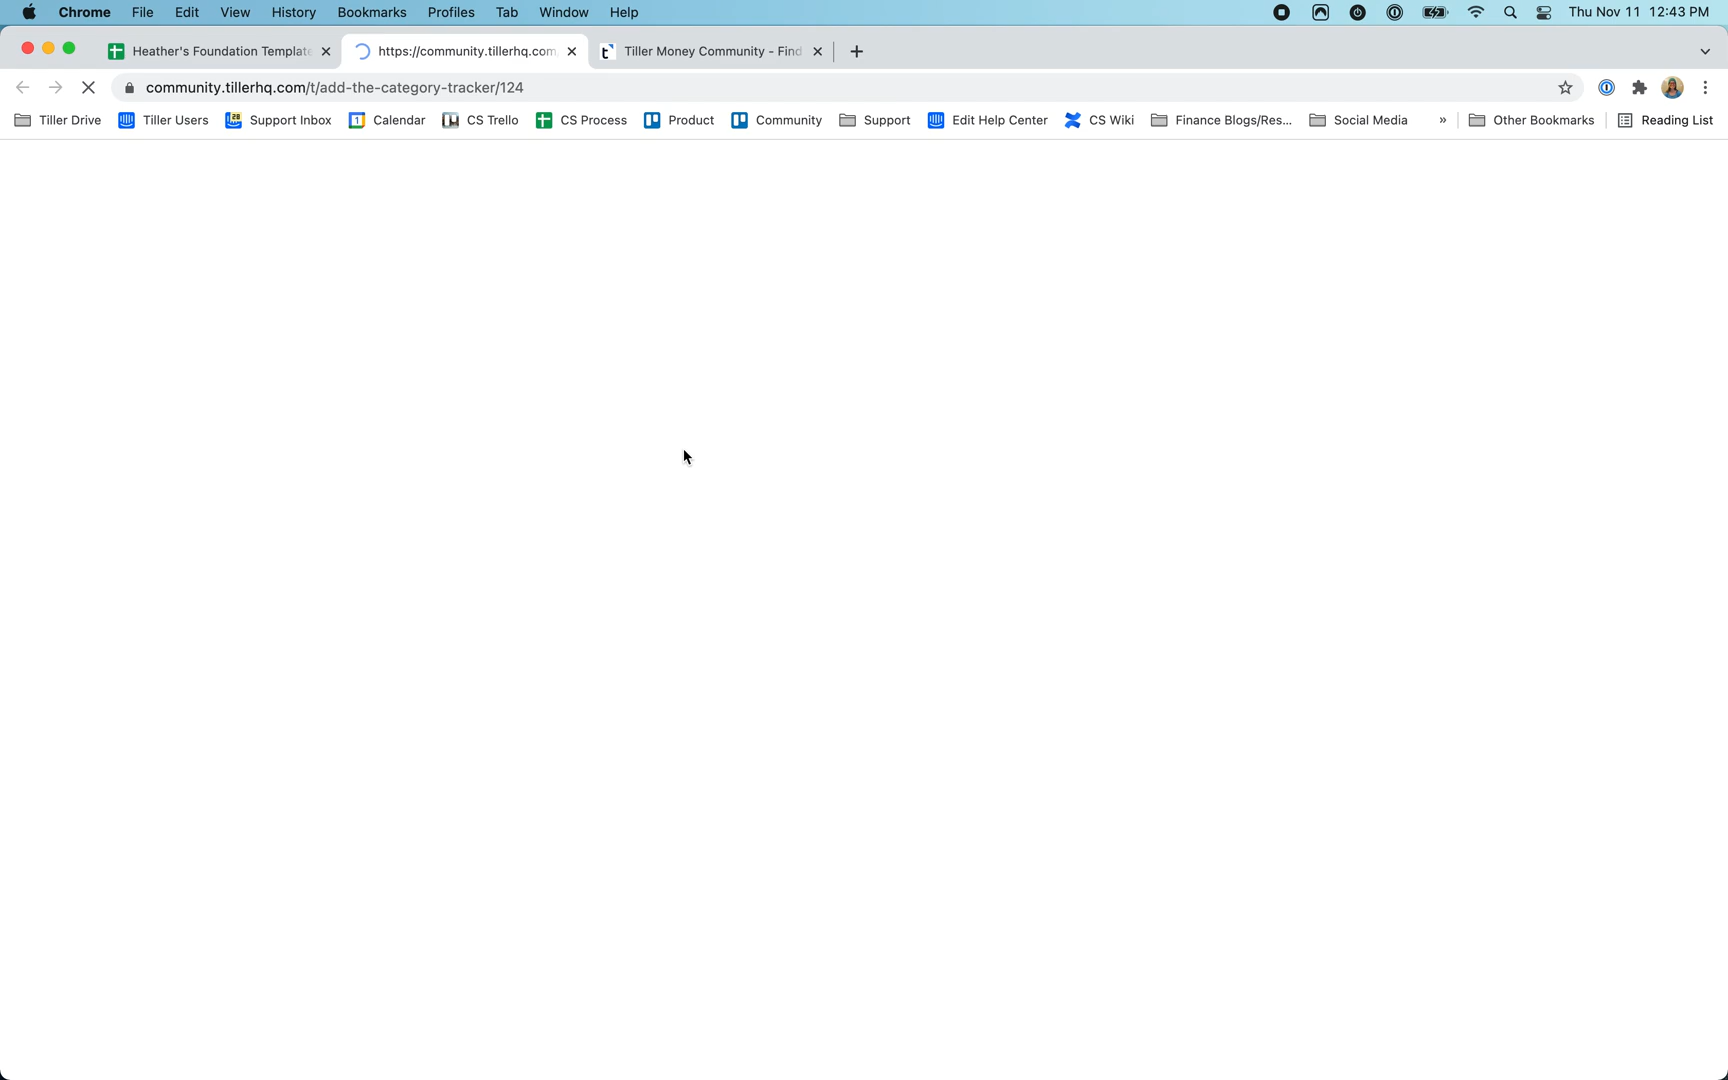 Chrome File Edit View History Bookmarks Profiles Tab Window Help Thu Nov 11 12:43 PM
Heather's Foundation Template https://community.tillerhq.com Tiller Money Community - Find
community.tillerhq.com/t/add-the-category-tracker/124
Tiller Drive Tiller Users Support Inbox Calendar CS Trello CS Process Product Community Support Edit Help Center CS Wiki Finance Blogs/Res... Social Media » Other Bookmarks Reading List